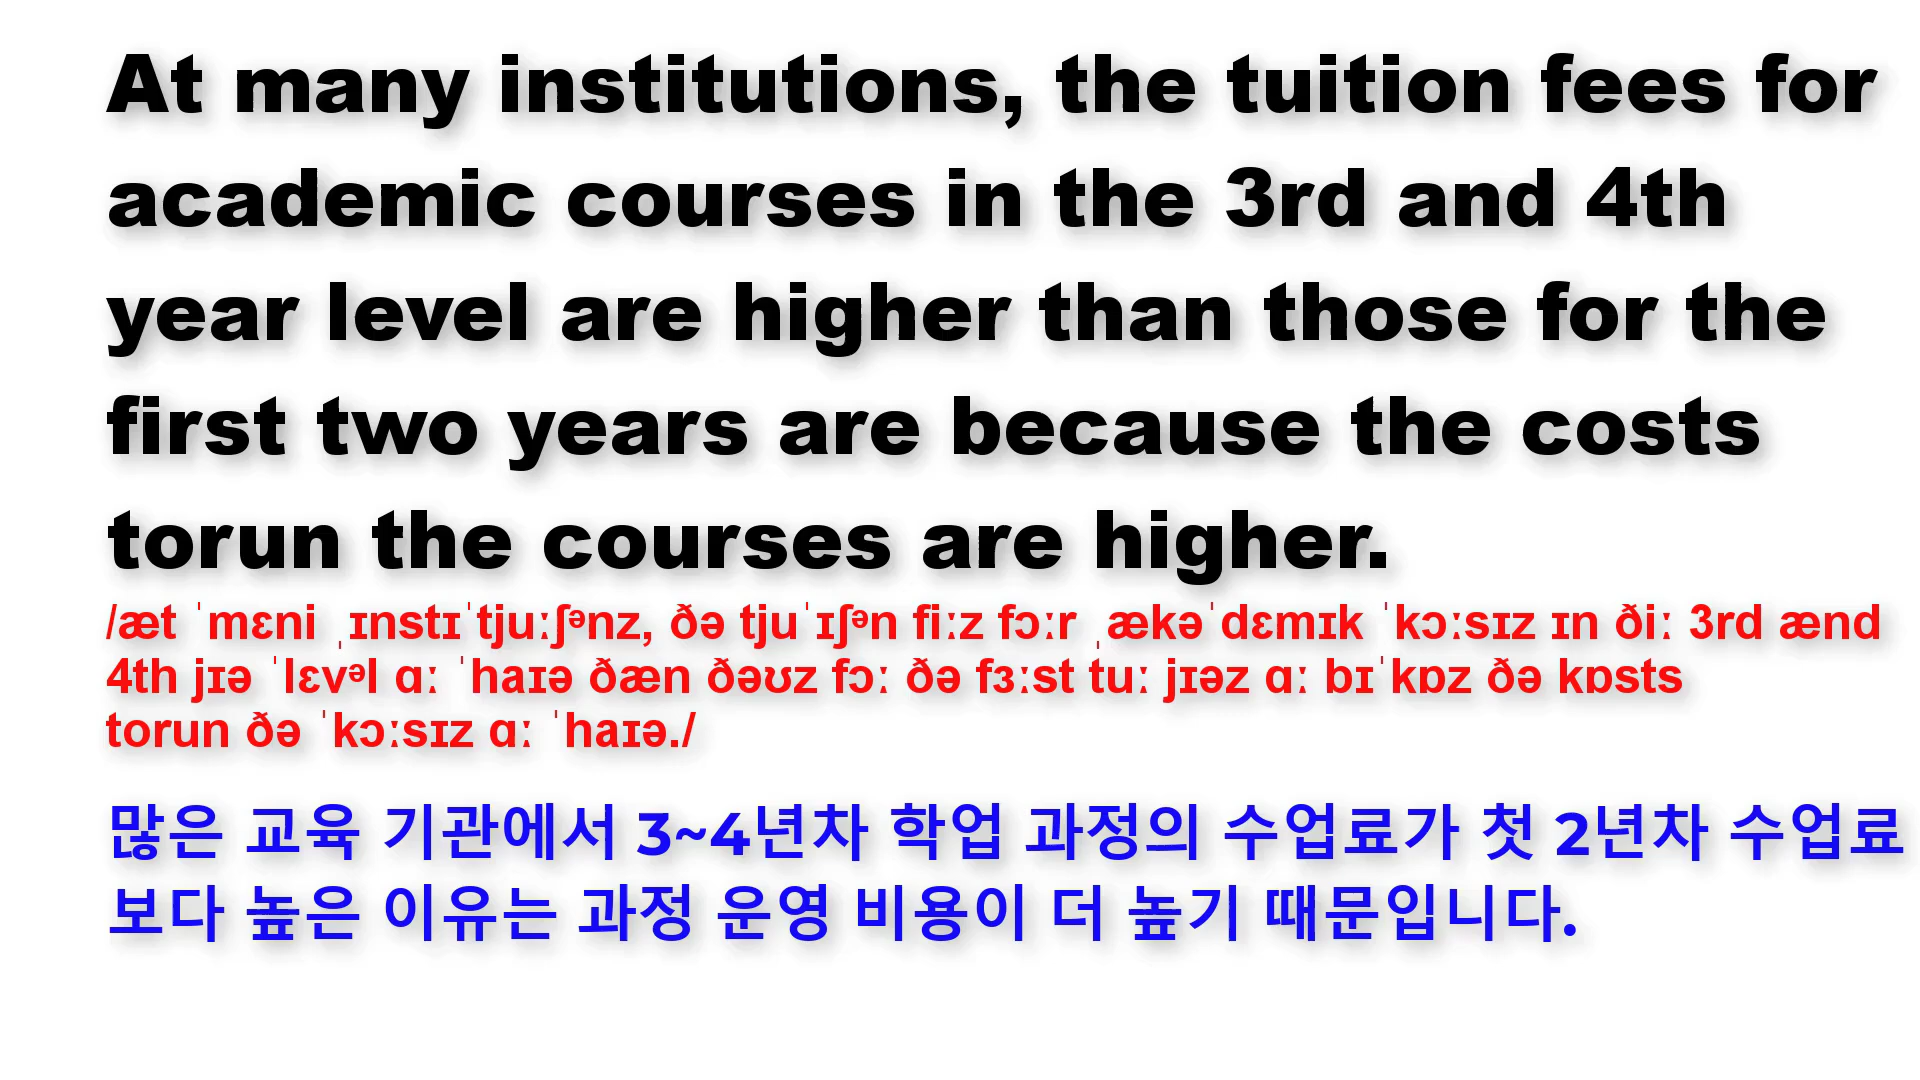 At many institutions, the tuition fees for
academic courses in the 3rd and 4th
year level are higher than those for the
first two years are because the costs
torun the courses are higher.
/æt ˈmɛni ˌɪnstɪˈtjuːʃᵊnz, ðə tjuˈɪʃᵊn fiːz fɔːr ˌækəˈdɛmɪk ˈkɔːsɪz ɪn ðiː 3rd ænd
4th jɪə ˈlɛvᵊl ɑː ˈhaɪə ðæn ðəʊz fɔː ðə fɜːst tuː jɪəz ɑː bɪˈkɒz ðə kɒsts
torun ðə ˈkɔːsɪz ɑː ˈhaɪə./
많은 교육 기관에서 3~4년차 학업 과정의 수업료가 첫 2년차 수업료
보다 높은 이유는 과정 운영 비용이 더 높기 때문입니다.